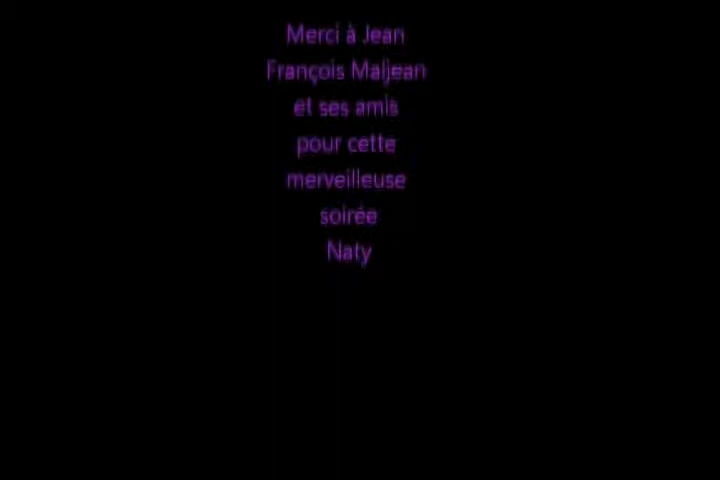 Merci à Jean
François Maljean
et ses amis
pour cette
merveilleuse
soirée
Naty